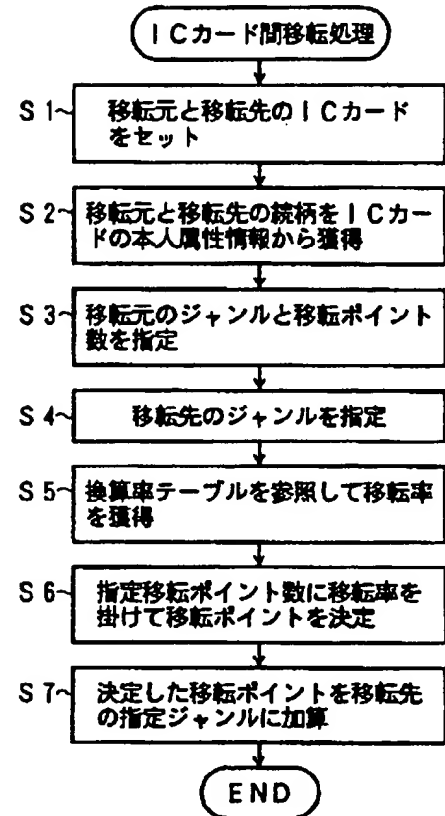 ICカード間移転処理
S1 移転元と移転先のICカード
をセット
S2 移転元と移転先の続柄をICカー
ドの本人属性情報から獲得
S3 移転元のジャンルと移転ポイント
数を指定
S4 移転先のジャンルを指定
S5 換算率テーブルを参照して移転率
を獲得
S6 指定移転ポイント数に移転率を
掛けて移転ポイントを決定
S7 決定した移転ポイントを移転先
の指定ジャンルに加算
END